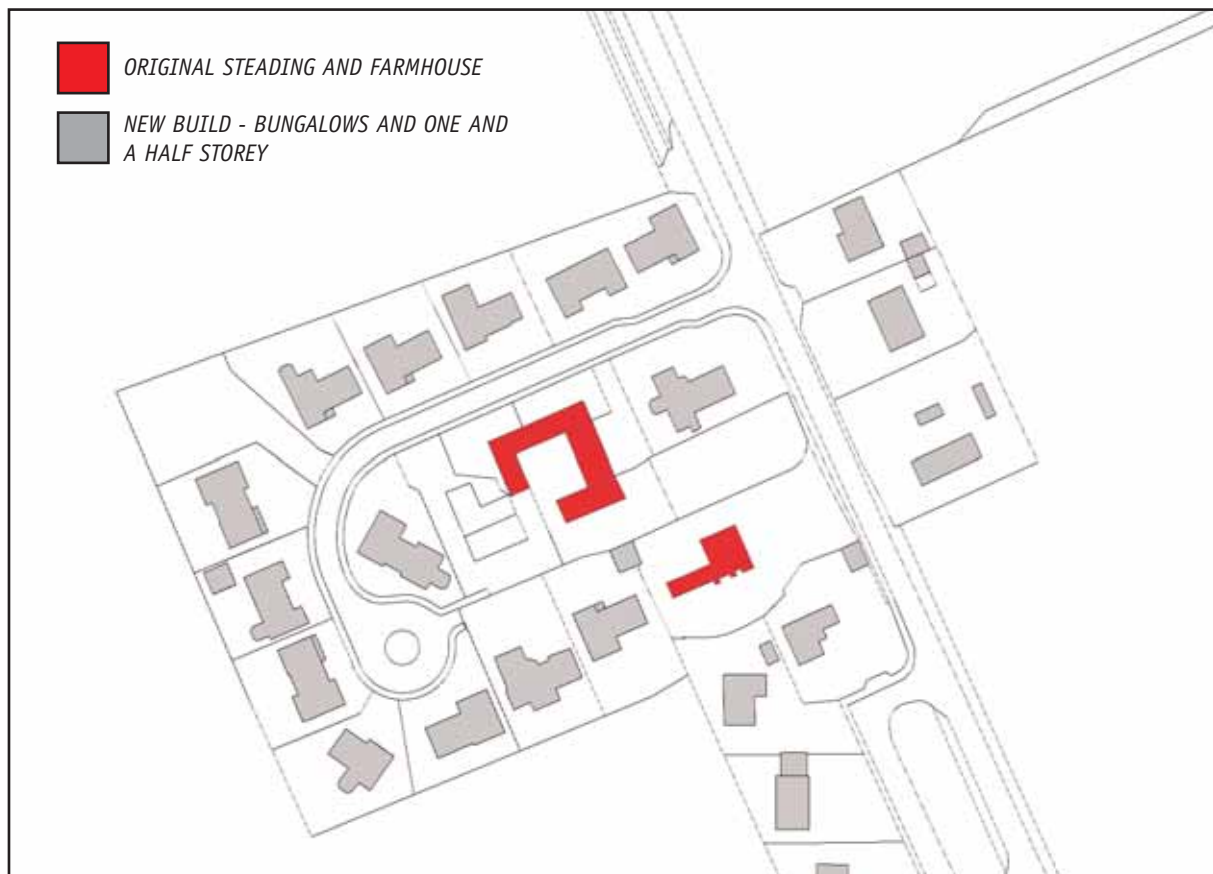 ORIGINAL STEADING AND FARMHOUSE
NEW BUILD - BUNGALOWS AND ONE AND
A HALF STOREY